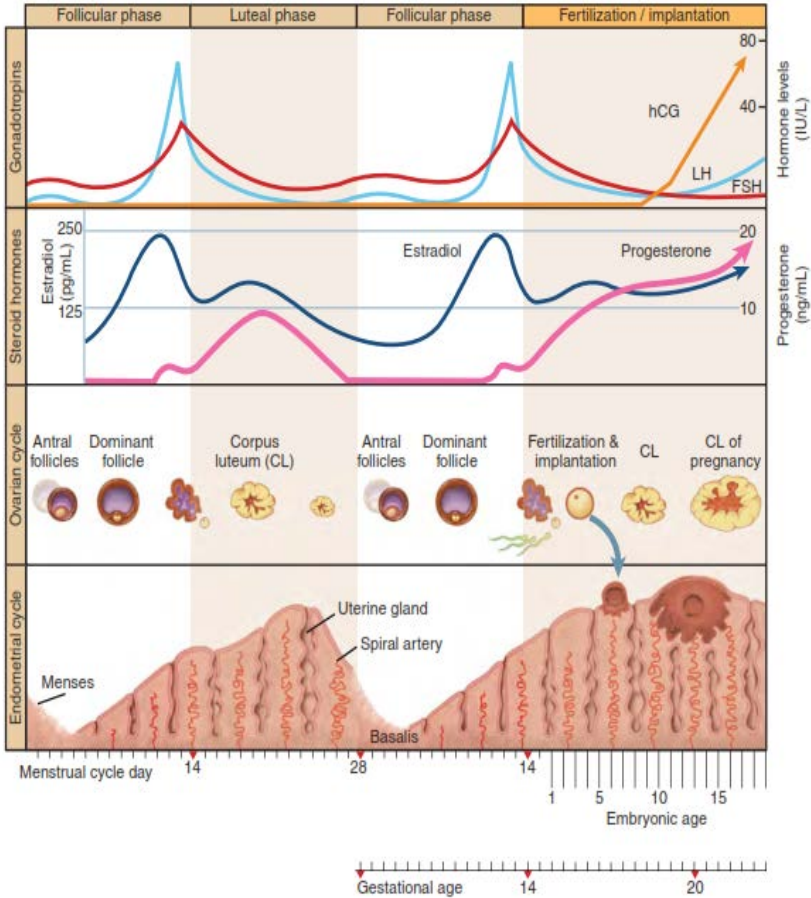 Follicular phase
Luteal phase
Follicular phase
Fertilization / implantation
Gonadotropins
hCG
LH
FSH
80
40
Hormone levels
(IU/L)
Steroid hormones
Estradiol
(pg/mL)
250
125
Estradiol
Progesterone
20
10
Progesterone
(ng/mL)
Ovarian cycle
Antral
follicles
Dominant
follicle
Corpus
luteum (CL)
Antral
follicles
Dominant
follicle
Fertilization &
implantation
CL
CL of
pregnancy
Endometrial cycle
Menses
Uterine gland
Spiral artery
Basalis
Menstrual cycle day
14
28
14
1
5
10
15
Embryonic age
Gestational age
14
20